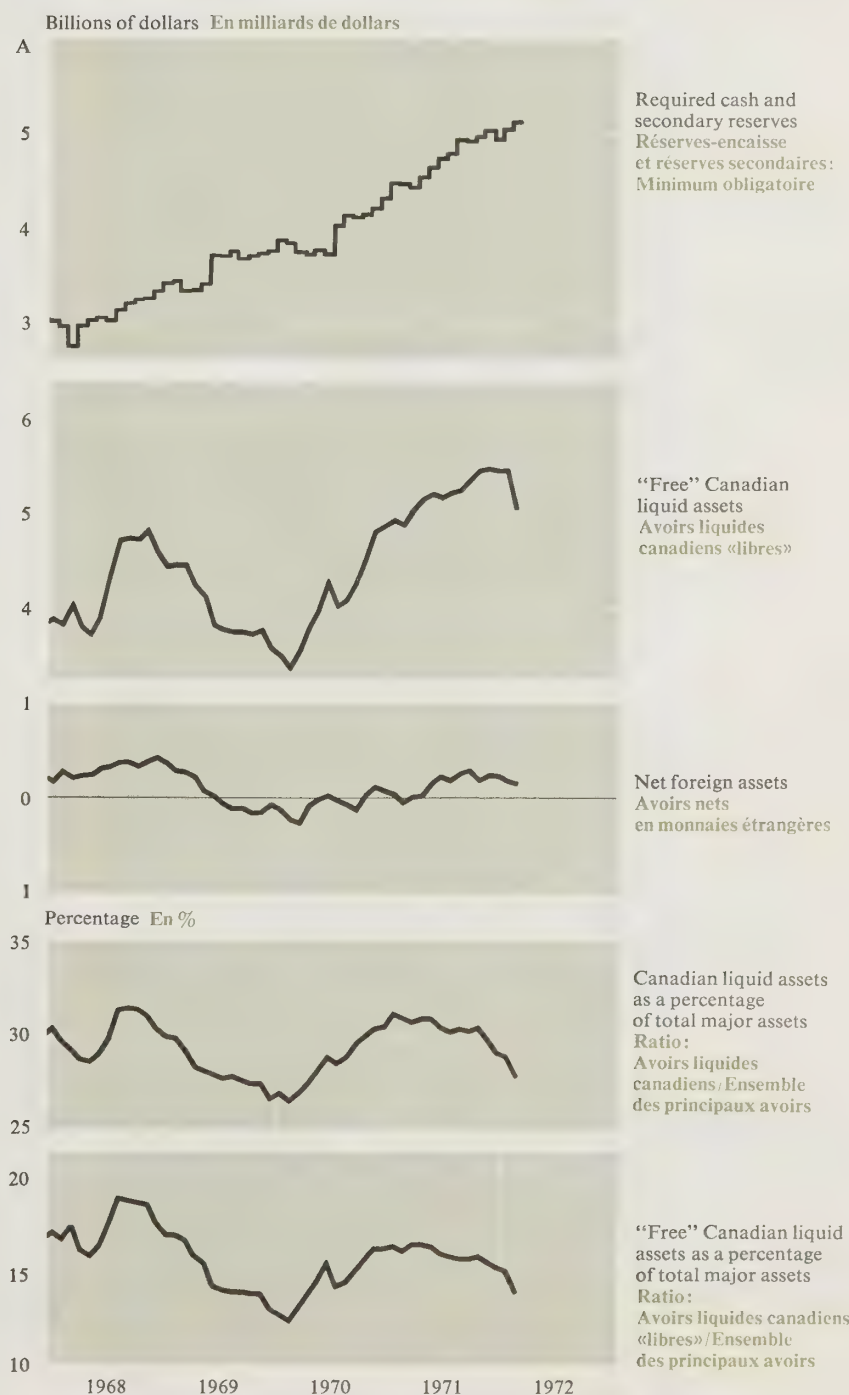 Billions of dollars En milliards de dollars
A
5
4
3
Required cash and
secondary reserves
Réserves-encaisse
et réserves secondaires:
Minimum obligatoire
6
5
4
"Free" Canadian
liquid assets
Avoirs liquides
canadiens «libres»
1
0
1
Net foreign assets
Avoirs nets
en monnaies étrangères
Percentage En %
35
30
25
Canadian liquid assets
as a percentage
of total major assets
Ratio:
Avoirs liquides
canadiens/Ensemble
des principaux avoirs
20
15
10
"Free" Canadian liquid
assets as a percentage
of total major assets
Ratio:
Avoirs liquides canadiens
«libres»/Ensemble
des principaux avoirs
1968 1969 1970 1971 1972